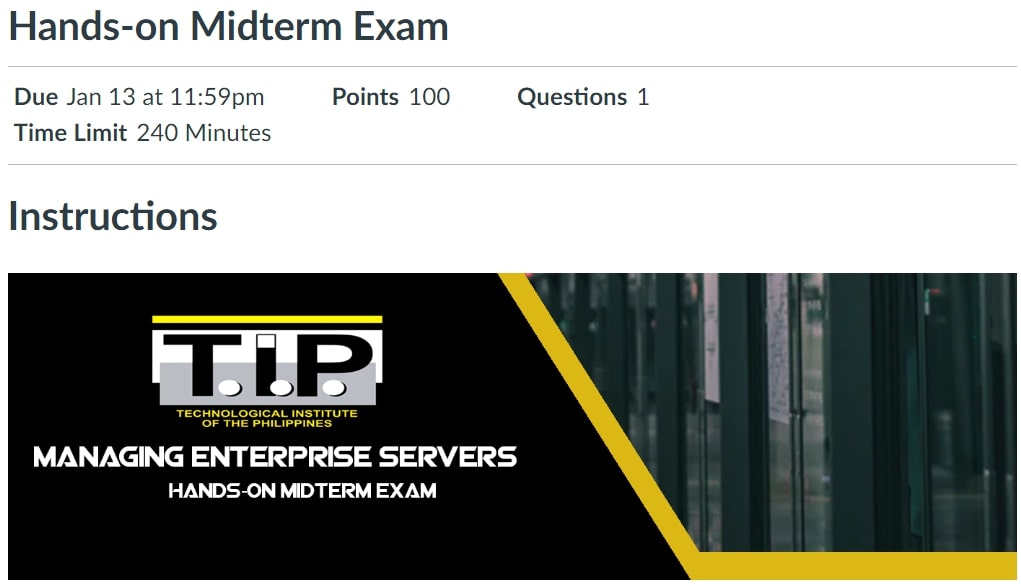 Hands-on Midterm Exam
Due Jan 13 at 11:59pm Points 100 Questions 1
Time Limit 240 Minutes
Instructions
T.I.P.
TECHNOLOGICAL INSTITUTE
OF THE PHILIPPINES
MANAGING ENTERPRISE SERVERS
HANDS-ON MIDTERM EXAM